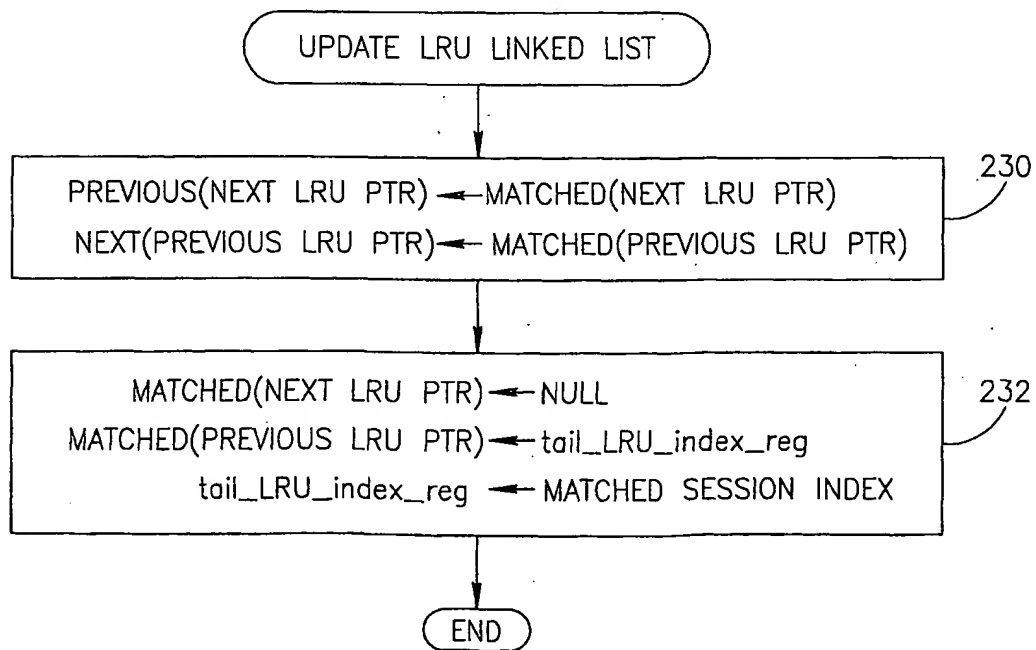 UPDATE LRU LINKED LIST
PREVIOUS(NEXT LRU PTR) ← MATCHED(NEXT LRU PTR)
NEXT(PREVIOUS LRU PTR) ← MATCHED(PREVIOUS LRU PTR)
230
MATCHED(NEXT LRU PTR) ← NULL
MATCHED(PREVIOUS LRU PTR) ← tail_LRU_index_reg
tail_LRU_index_reg ← MATCHED SESSION INDEX
232
END